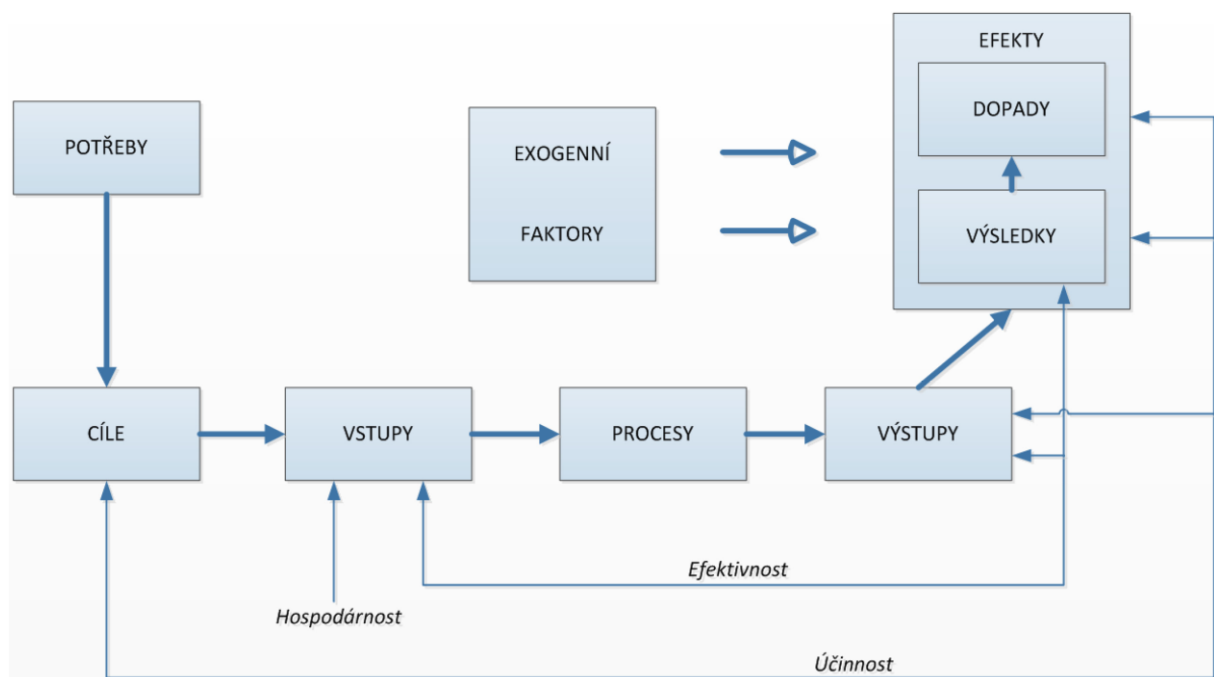 EFEKTY
DOPADY
POTŘEBY
EXOGENNÍ
FAKTORY
VÝSLEDKY
CÍLE
VSTUPY
PROCESY
VÝSTUPY
Efektivnost
Hospodárnost
Účinnost